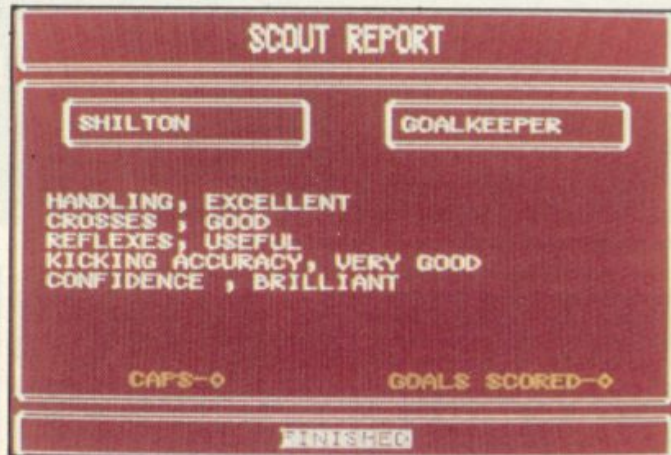 SCOUT REPORT
SHILTON GOALKEEPER
HANDLING, EXCELLENT
CROSSES , GOOD
REFLEXES, USEFUL
KICKING ACCURACY, VERY GOOD
CONFIDENCE , BRILLIANT
CAPS-0 GOALS SCORED-0
FINISHED